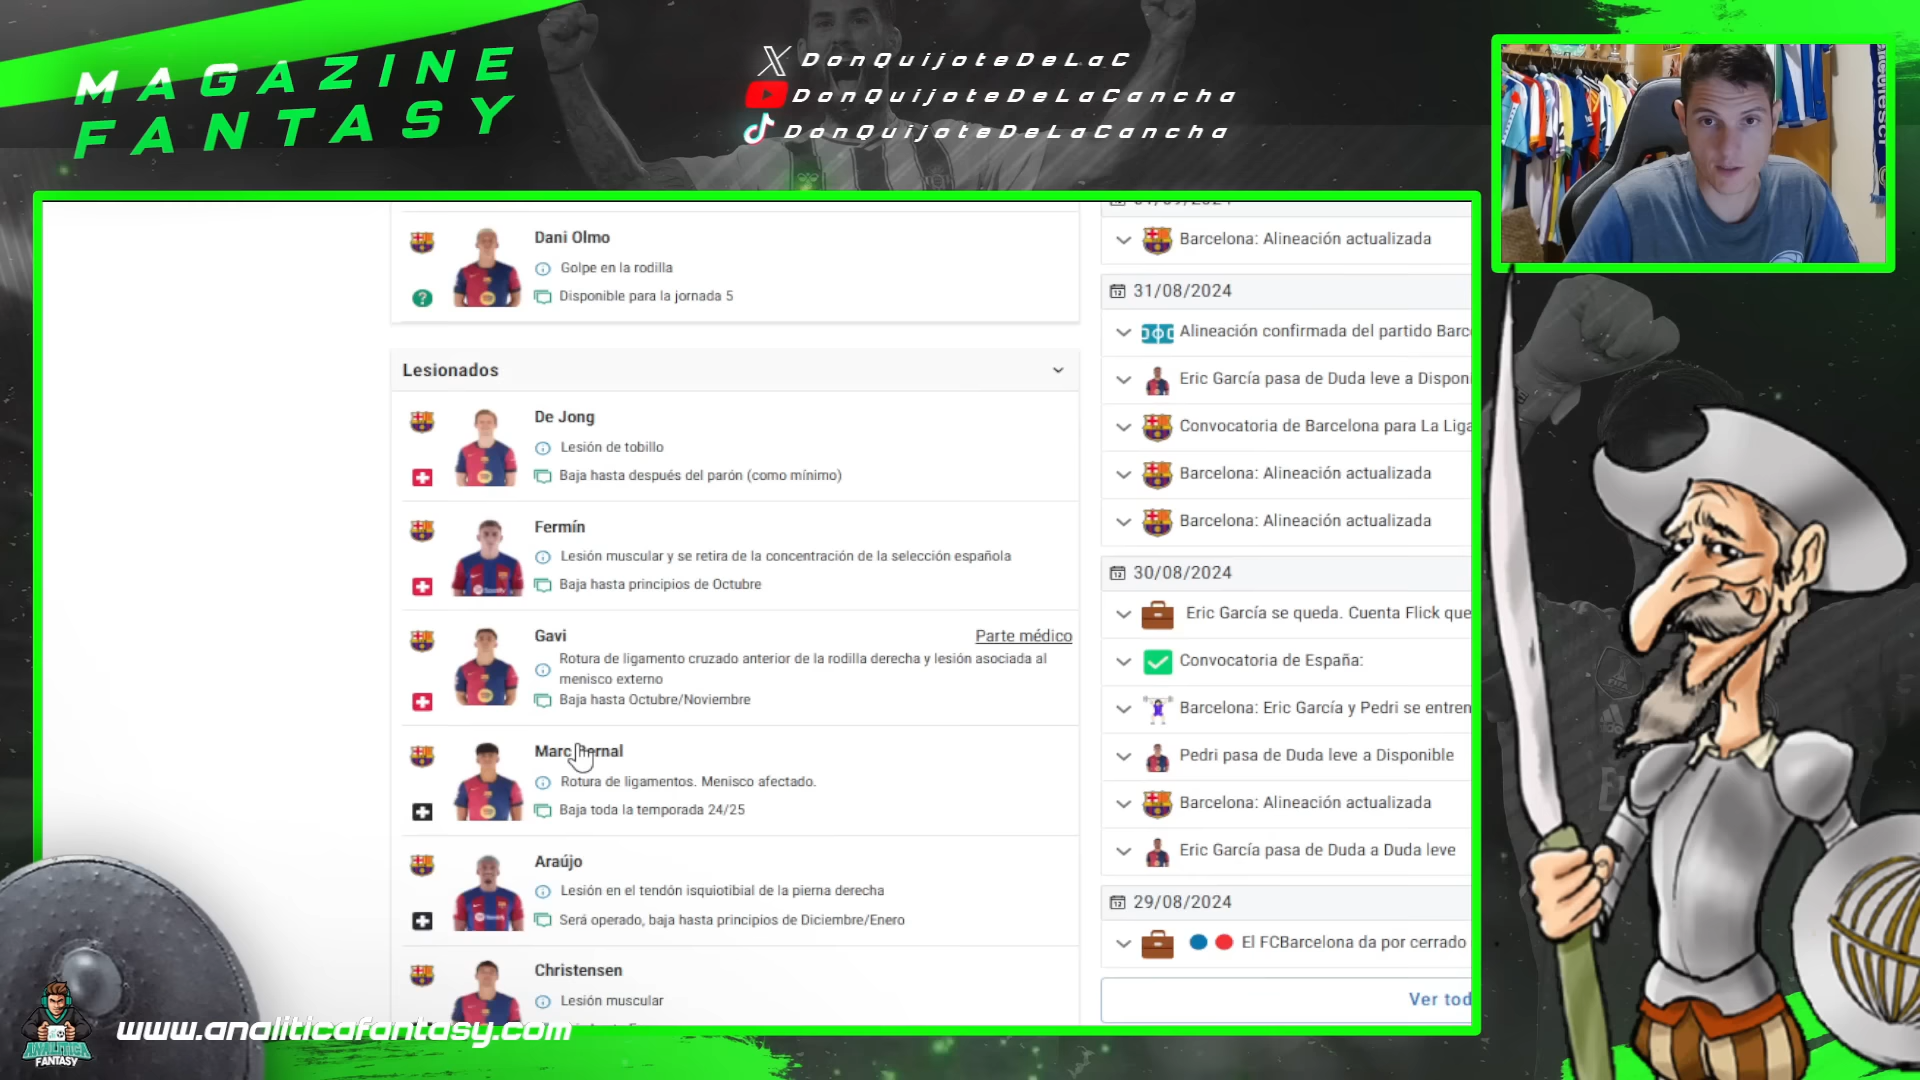 MAGAZINE
FANTASY
DonQuijoteDeLaC
DonQuijoteDeLaCancha
DonQuijoteDeLaCancha
Dani Olmo
Golpe en la rodilla
Disponible para la jornada 5
Lesionados
De Jong
Lesión de tobillo
Baja hasta después del parón (como mínimo)
Fermín
Lesión muscular y se retira de la concentración de la selección española
Baja hasta principios de Octubre
Gavi
Parte médico
Rotura de ligamento cruzado anterior de la rodilla derecha y lesión asociada al
menisco externo
Baja hasta Octubre/Noviembre
Marc
Rotura de ligamentos. Menisco afectado.
Baja toda la temporada 24/25
Araújo
Lesión en el tendón isquiotibial de la pierna derecha
Será operado, baja hasta principios de Diciembre/Enero
Christensen
Lesión muscular
Barcelona: Alineación actualizada
31/08/2024
Alineación confirmada del partido Barc
Eric García pasa de Duda leve a Disponi
Convocatoria de Barcelona para La Liga
Barcelona: Alineación actualizada
Barcelona: Alineación actualizada
30/08/2024
Eric García se queda. Cuenta Flick que
Convocatoria de España:
Barcelona: Eric García y Pedri se entren
Pedri pasa de Duda leve a Disponible
Barcelona: Alineación actualizada
Eric García pasa de Duda a Duda leve
29/08/2024
El FCBarcelona da por cerrado
Ver tod
ANALITICA
FANTASY
www.analiticafantasy.com